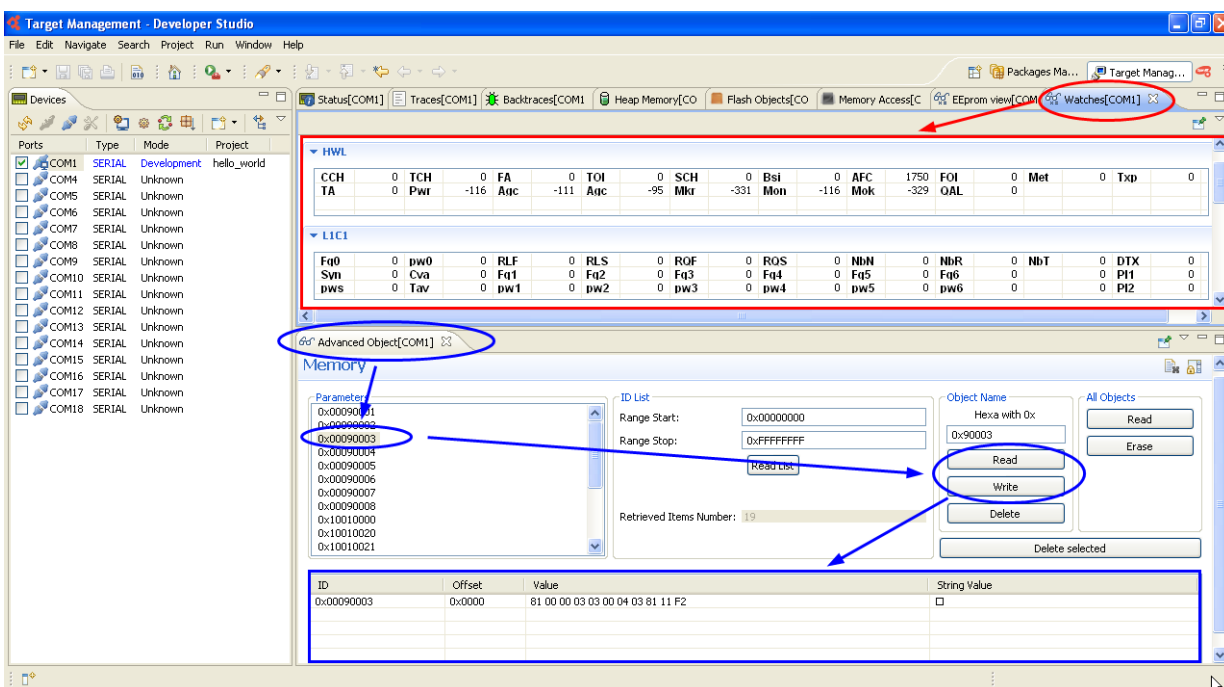 Target Management - Developer Studio
File Edit Navigate Search Project Run Window Help
Packages Ma... Target Manag...
Devices
Ports Type Mode Project
COM1 SERIAL Development hello_world
COM4 SERIAL Unknown
COM5 SERIAL Unknown
COM6 SERIAL Unknown
COM7 SERIAL Unknown
COM8 SERIAL Unknown
COM9 SERIAL Unknown
COM10 SERIAL Unknown
COM11 SERIAL Unknown
COM12 SERIAL Unknown
COM13 SERIAL Unknown
COM14 SERIAL Unknown
COM15 SERIAL Unknown
COM16 SERIAL Unknown
COM17 SERIAL Unknown
COM18 SERIAL Unknown
Status[COM1] Traces[COM1] Backtraces[COM1 Heap Memory[CO Flash Objects[CO Memory Access[C EEprom view[COM Watches[COM1]
HWL
CCH 0 TCH 0 FA 0 TOI 0 SCH 0 Bsi 0 AFC 1750 FOI 0 Met 0 Txp 0
TA 0 Pwr -116 Agc -111 Agc -95 Mkr -331 Mon -116 Mok -329 QAL 0
L1C1
Fq0 0 pw0 0 RLF 0 RLS 0 RQF 0 RQS 0 NbN 0 NbR 0 NbT 0 DTX 0
Syn 0 Cva 0 Fq1 0 Fq2 0 Fq3 0 Fq4 0 Fq5 0 Fq6 0 0 PI1 0
pws 0 Tav 0 pw1 0 pw2 0 pw3 0 pw4 0 pw5 0 pw6 0 0 PI2 0
Advanced Object[COM1]
Memory
Parameters
0x00090001
0x00090002
0x00090003
0x00090004
0x00090005
0x00090006
0x00090007
0x00090008
0x10010000
0x10010020
0x10010021
ID List
Range Start: 0x00000000
Range Stop: 0xFFFFFFFF
Read List
Retrieved Items Number: 19
Object Name
Hexa with 0x
0x90003
Read
Write
Delete
All Objects
Read
Erase
Delete selected
ID Offset Value String Value
0x00090003 0x0000 81 00 00 03 03 00 04 03 81 11 F2